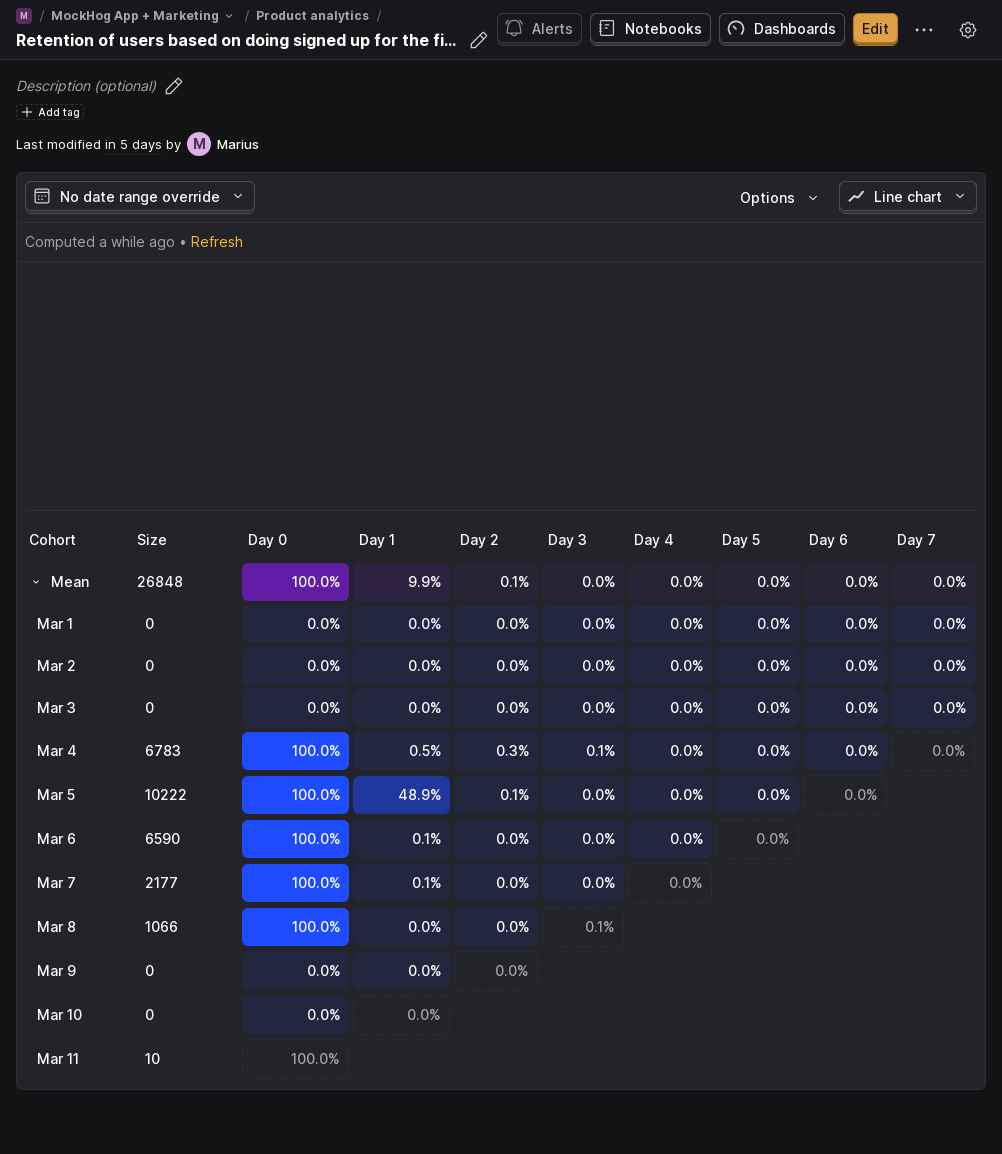 M / MockHog App + Marketing / Product analytics /
Retention of users based on doing signed up for the fi...
Alerts Notebooks Dashboards Edit
Description (optional)
Add tag
Last modified in 5 days by M Marius
No date range override Options Line chart
Computed a while ago • Refresh
Cohort Size Day 0 Day 1 Day 2 Day 3 Day 4 Day 5 Day 6 Day 7
Mean 26848 100.0% 9.9% 0.1% 0.0% 0.0% 0.0% 0.0% 0.0%
Mar 1 0 0.0% 0.0% 0.0% 0.0% 0.0% 0.0% 0.0% 0.0%
Mar 2 0 0.0% 0.0% 0.0% 0.0% 0.0% 0.0% 0.0% 0.0%
Mar 3 0 0.0% 0.0% 0.0% 0.0% 0.0% 0.0% 0.0% 0.0%
Mar 4 6783 100.0% 0.5% 0.3% 0.1% 0.0% 0.0% 0.0% 0.0%
Mar 5 10222 100.0% 48.9% 0.1% 0.0% 0.0% 0.0% 0.0%
Mar 6 6590 100.0% 0.1% 0.0% 0.0% 0.0% 0.0%
Mar 7 2177 100.0% 0.1% 0.0% 0.0% 0.0%
Mar 8 1066 100.0% 0.0% 0.0% 0.1%
Mar 9 0 0.0% 0.0% 0.0%
Mar 10 0 0.0% 0.0%
Mar 11 10 100.0%